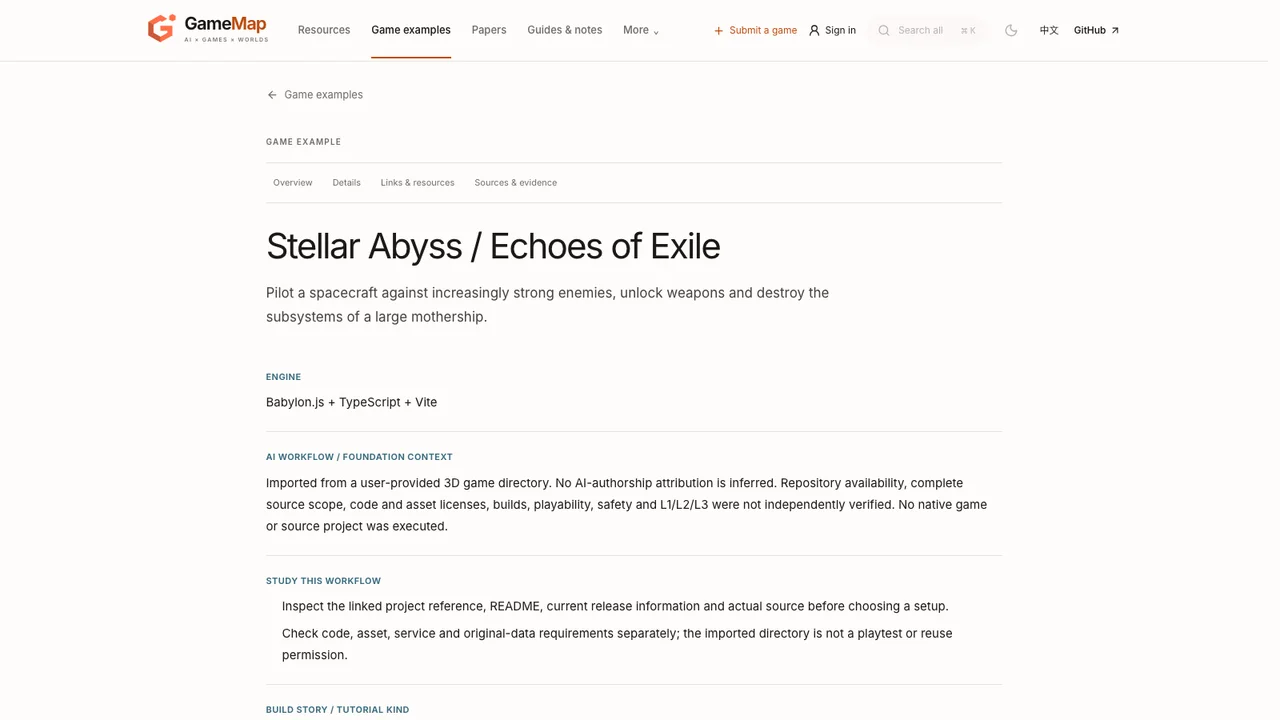 GameMap
AI × GAMES × WORLDS
Resources
Game examples
Papers
Guides & notes
More
+ Submit a game
Sign in
Search all
⌘ K
中文
GitHub ↗
← Game examples
GAME EXAMPLE
Overview
Details
Links & resources
Sources & evidence
Stellar Abyss / Echoes of Exile
Pilot a spacecraft against increasingly strong enemies, unlock weapons and destroy the
subsystems of a large mothership.
ENGINE
Babylon.js + TypeScript + Vite
AI WORKFLOW / FOUNDATION CONTEXT
Imported from a user-provided 3D game directory. No AI-authorship attribution is inferred. Repository availability, complete
source scope, code and asset licenses, builds, playability, safety and L1/L2/L3 were not independently verified. No native game
or source project was executed.
STUDY THIS WORKFLOW
Inspect the linked project reference, README, current release information and actual source before choosing a setup.
Check code, asset, service and original-data requirements separately; the imported directory is not a playtest or reuse
permission.
BUILD STORY / TUTORIAL KIND